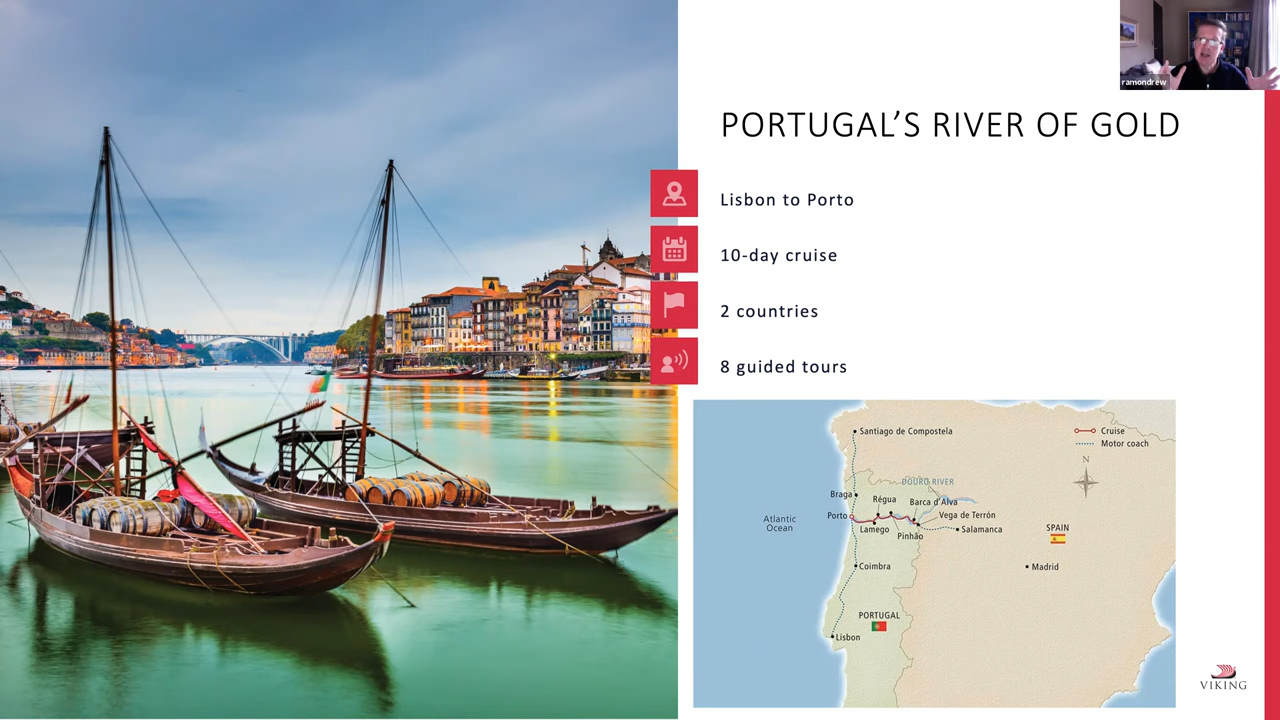 ramondrew
PORTUGAL’S RIVER OF GOLD
Lisbon to Porto
10-day cruise
2 countries
8 guided tours
Santiago de Compostela
Cruise
Motor coach
N
DOURO RIVER
Braga
Régua
Barca d’Alva
Porto
Vega de Terrón
Atlantic
Ocean
Lamego
Salamanca
SPAIN
Pinhão
Coimbra
Madrid
PORTUGAL
Lisbon
VIKING